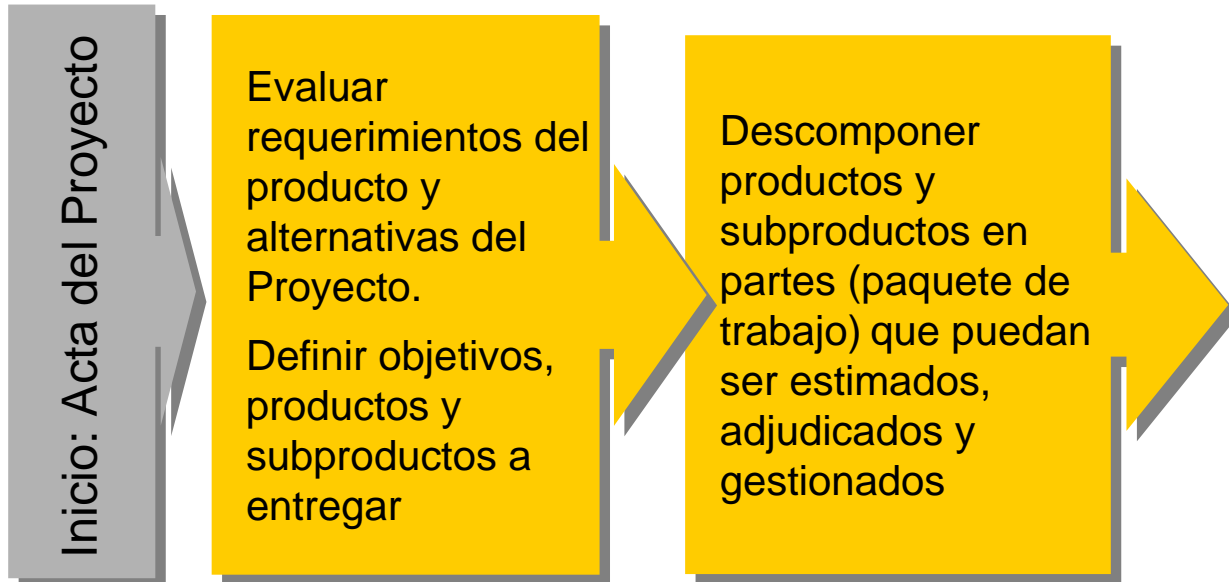 Inicio: Acta del Proyecto
Evaluar
requerimientos del
producto y
alternativas del
Proyecto.
Definir objetivos,
productos y
subproductos a
entregar
Descomponer
productos y
subproductos en
partes (paquete de
trabajo) que puedan
ser estimados,
adjudicados y
gestionados